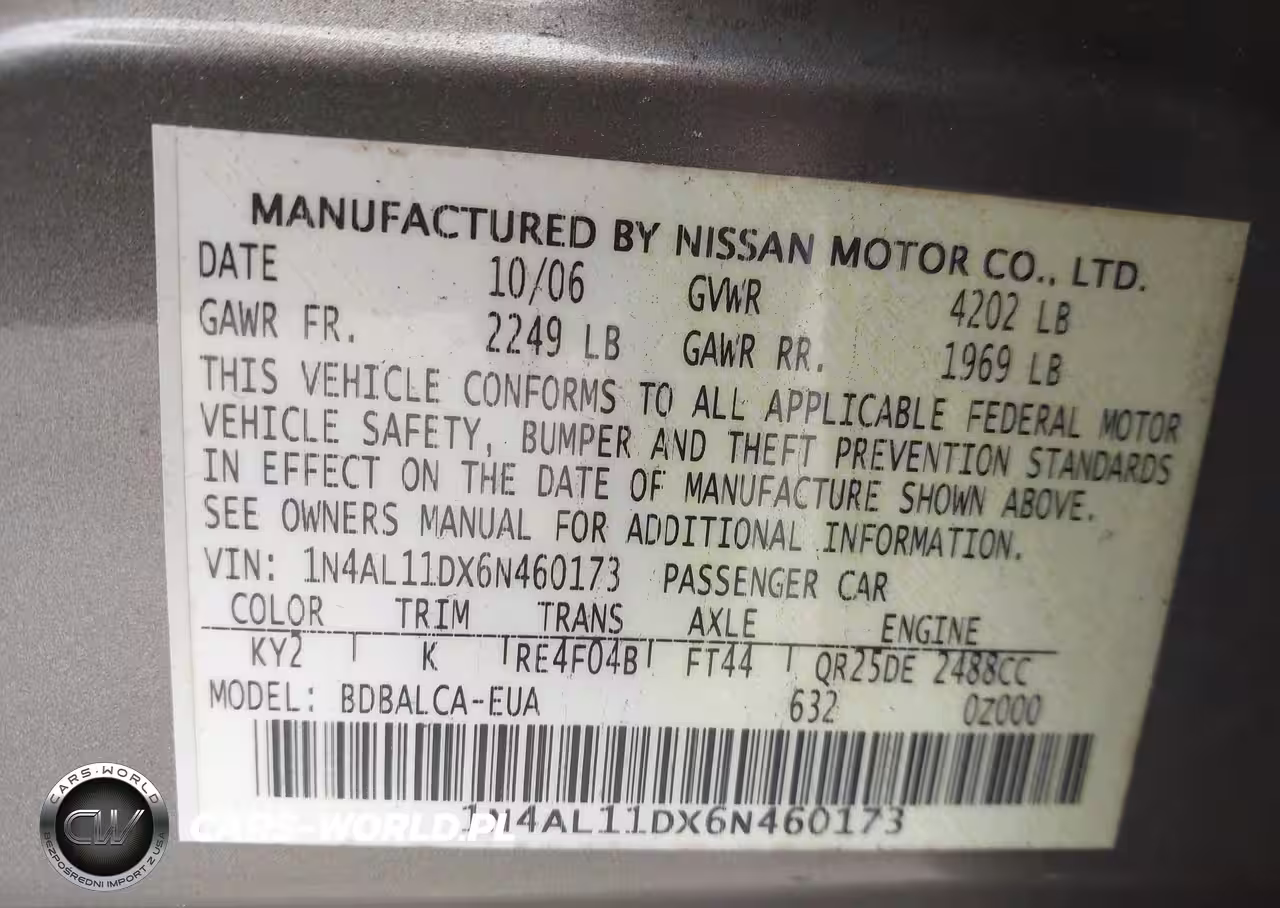 MANUFACTURED BY NISSAN MOTOR CO., LTD.
DATE 10/06 GVWR 4202 LB
GAWR FR. 2249 LB GAWR RR. 1969 LB
THIS VEHICLE CONFORMS TO ALL APPLICABLE FEDERAL MOTOR
VEHICLE SAFETY, BUMPER AND THEFT PREVENTION STANDARDS
IN EFFECT ON THE DATE OF MANUFACTURE SHOWN ABOVE.
SEE OWNERS MANUAL FOR ADDITIONAL INFORMATION.
VIN: 1N4AL11DX6N460173 PASSENGER CAR
COLOR TRIM TRANS AXLE ENGINE
KY2 K RE4F04B FT44 QR25DE 2488CC
MODEL: BDBALCA-EUA 632 0Z000
1N4AL11DX6N460173
CARS-WORLD.PL
CARS·WORLD
CW
BEZPOŚREDNI IMPORT Z USA